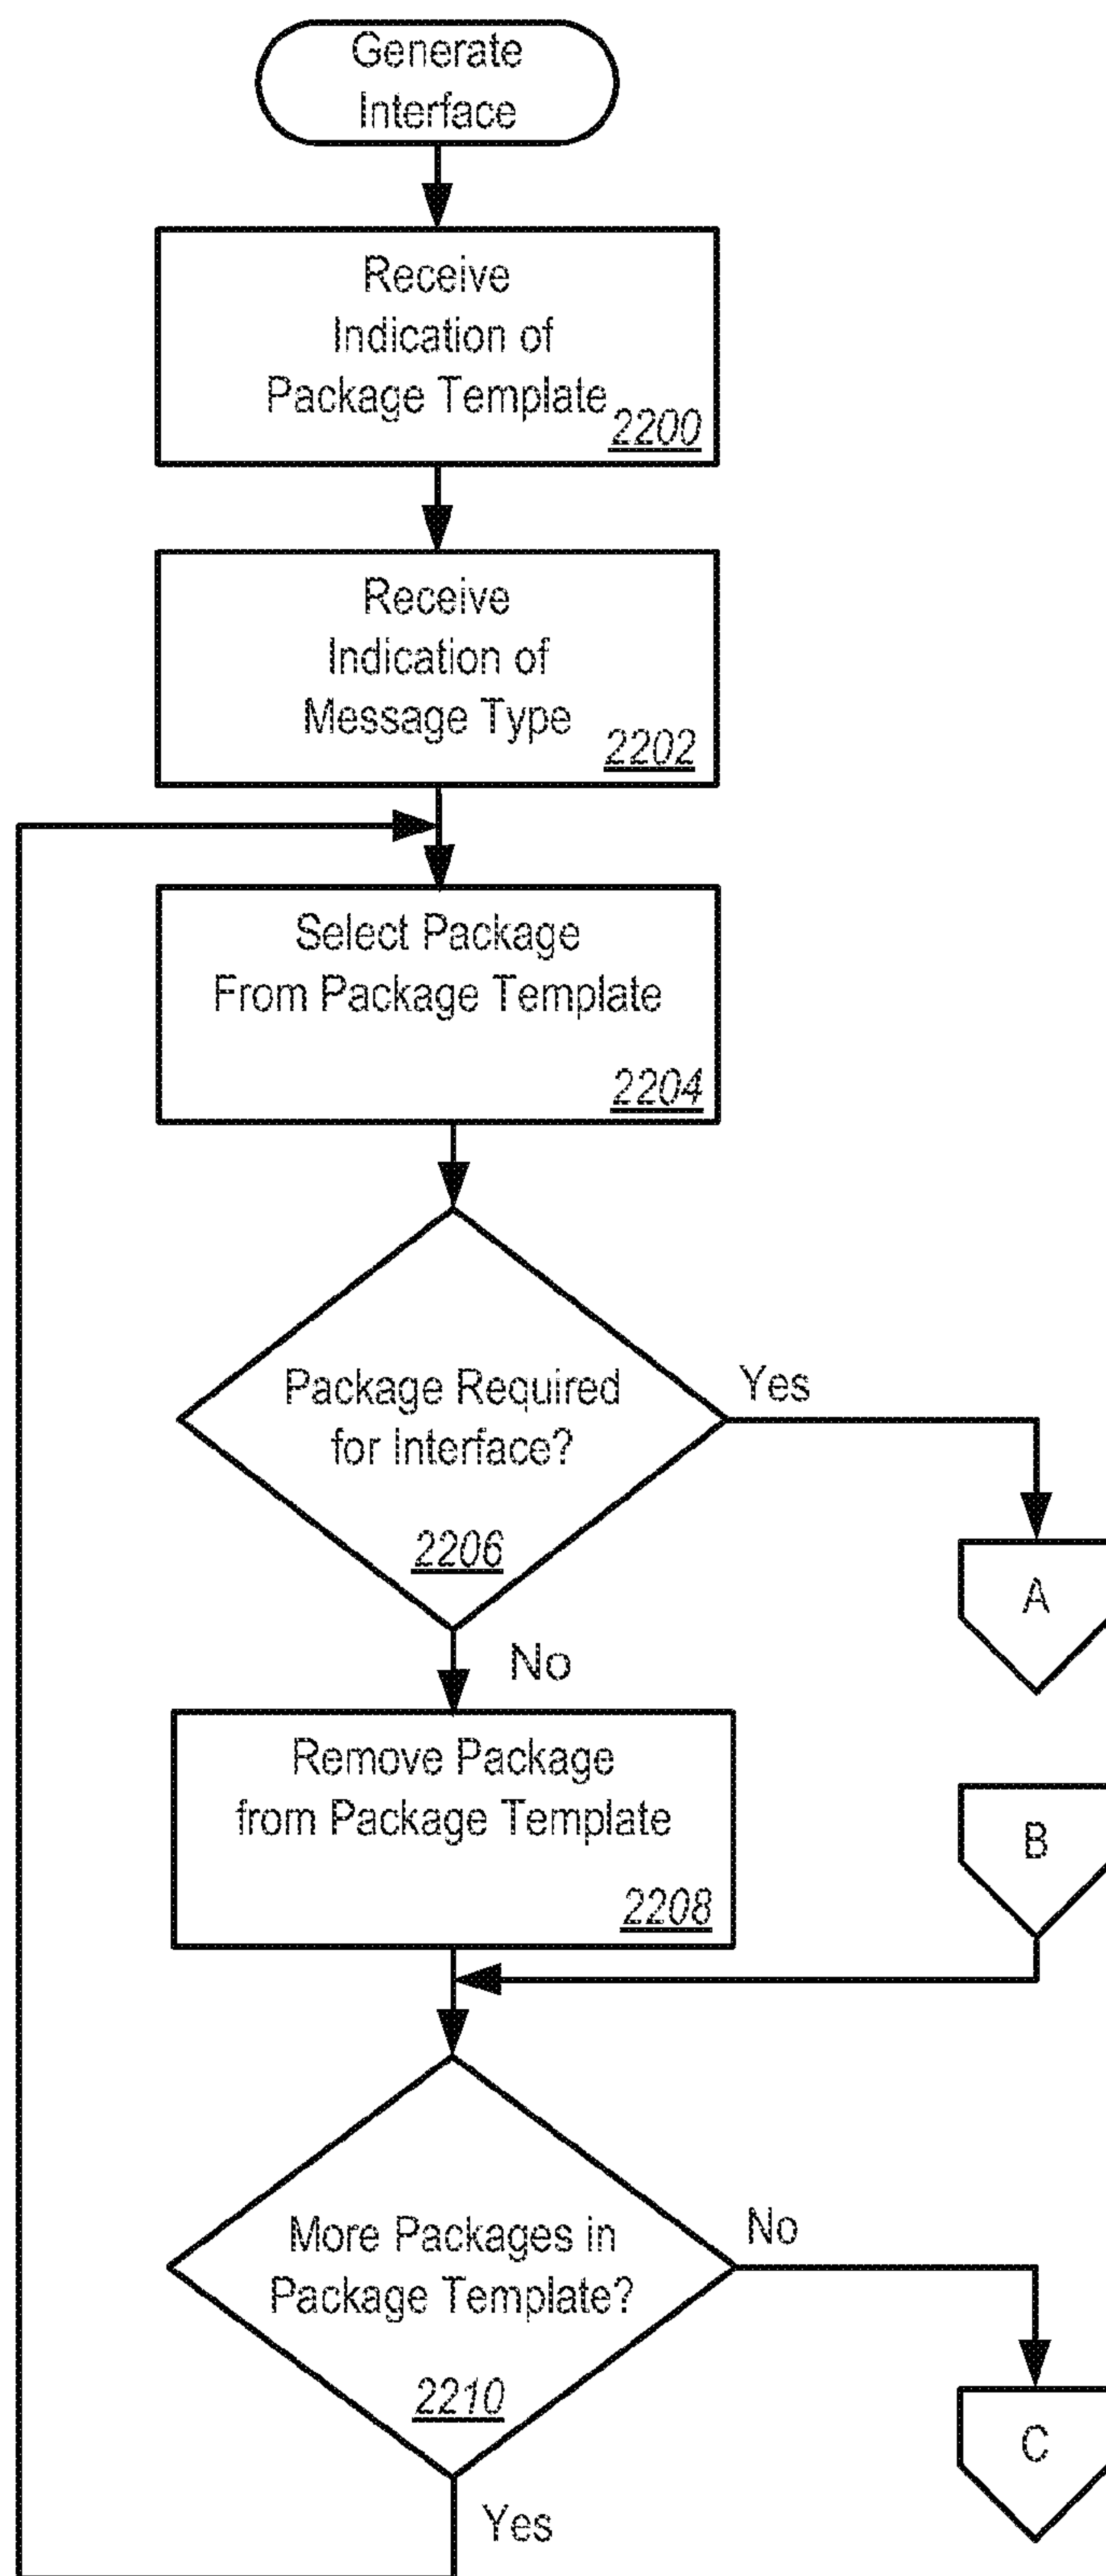 Generate
Interface
Receive
Indication of
Package Template
2200
Receive
Indication of
Message Type
2202
Select Package
From Package Template
2204
Package Required
for Interface?
2206
Yes
A
No
Remove Package
from Package Template
2208
B
More Packages in
Package Template?
2210
No
C
Yes